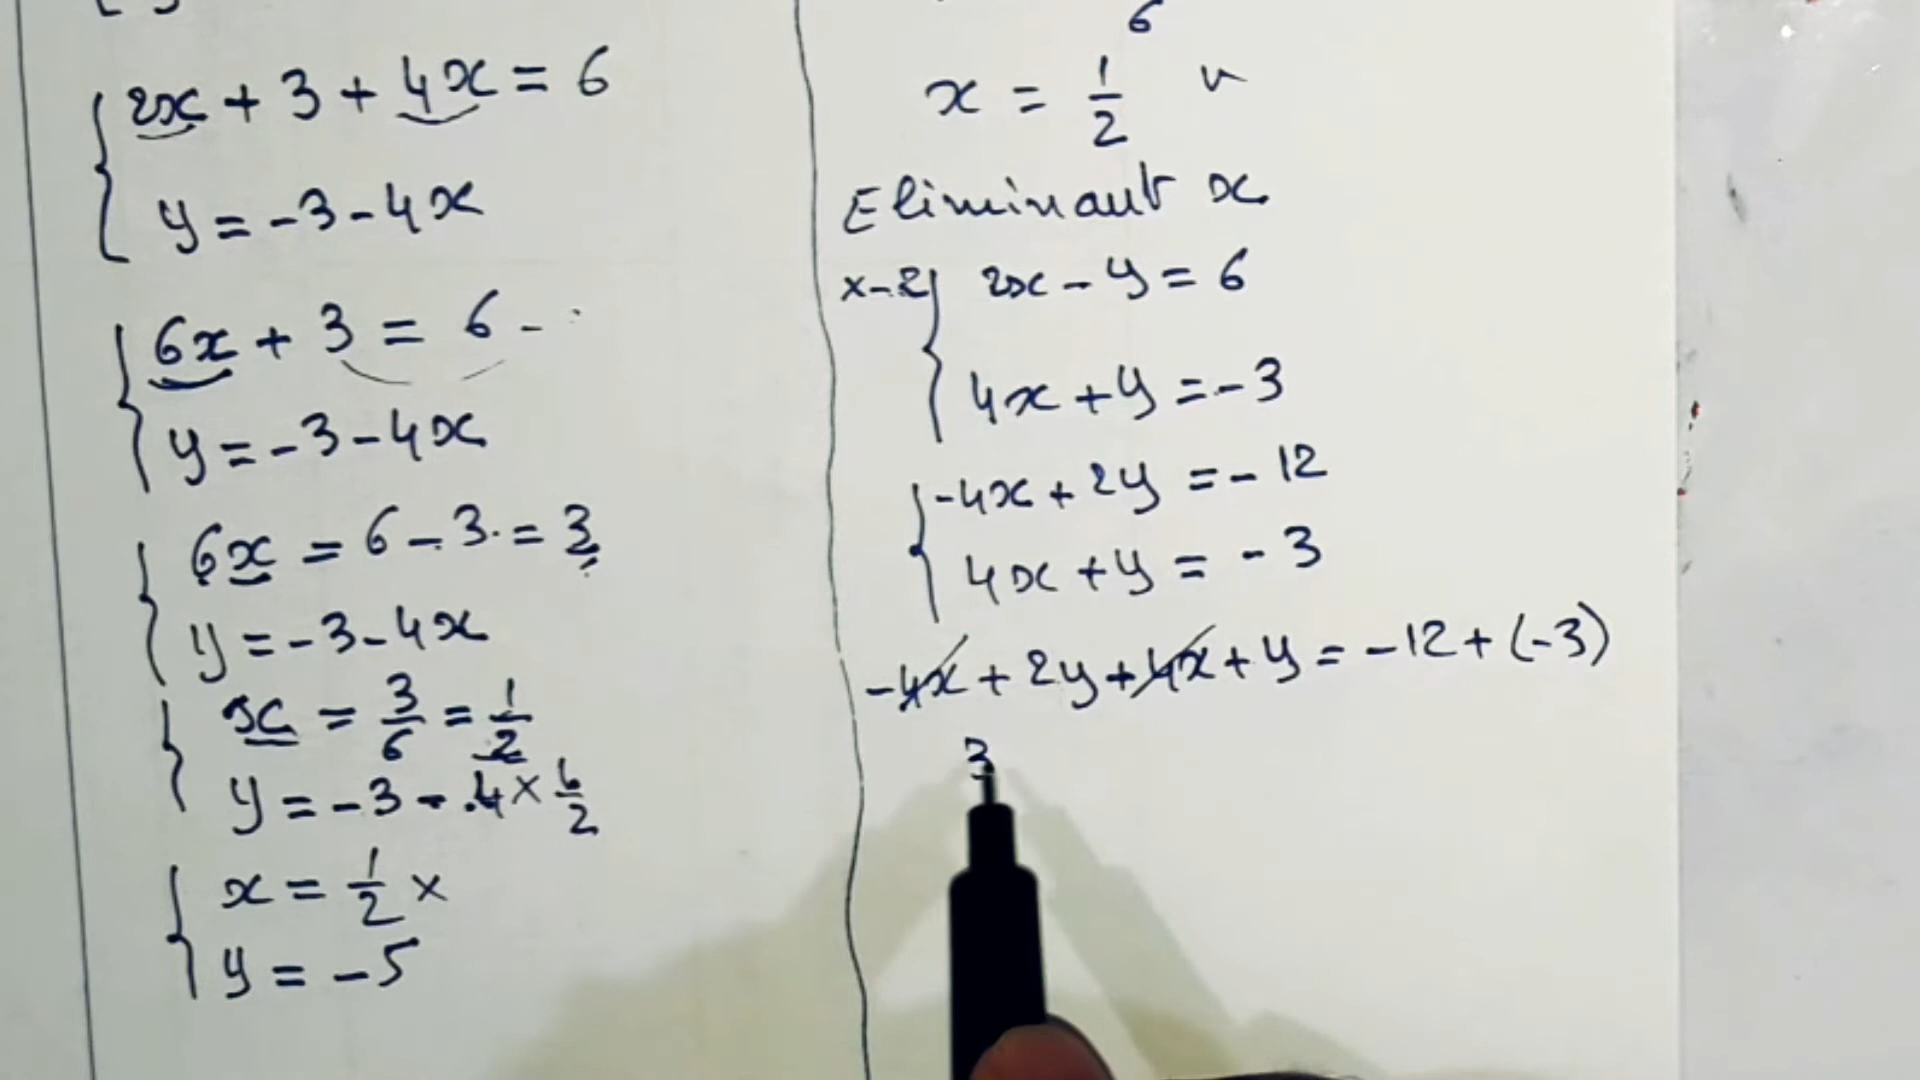 2x + 3 + 4x = 6
y = -3 - 4x
6x + 3 = 6 -
y = -3 - 4x
6x = 6 - 3 = 3
y = -3 - 4x
x = 3/6 = 1/2
y = -3 - 4 × 1/2
x = 1/2 ×
y = -5
6
x = 1/2
Eliminant x
x-2 2x - y = 6
4x + y = -3
-4x + 2y = -12
4x + y = -3
-4x + 2y + 4x + y = -12 + (-3)
3